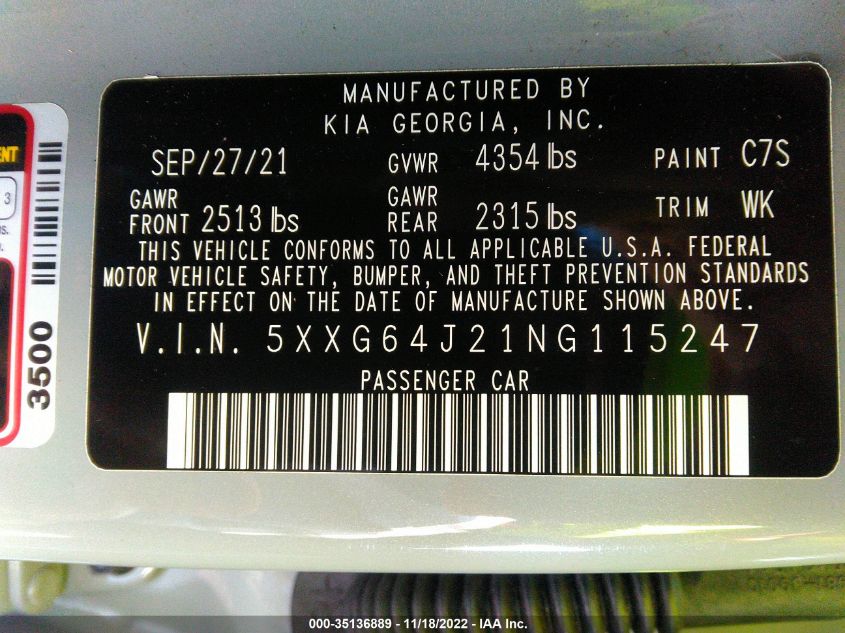 MANUFACTURED BY
KIA GEORGIA, INC.
SEP/27/21 GVWR 4354 lbs PAINT C7S
GAWR FRONT 2513 lbs GAWR REAR 2315 lbs TRIM WK
THIS VEHICLE CONFORMS TO ALL APPLICABLE U.S.A. FEDERAL
MOTOR VEHICLE SAFETY, BUMPER, AND THEFT PREVENTION STANDARDS
IN EFFECT ON THE DATE OF MANUFACTURE SHOWN ABOVE.
V.I.N. 5XXG64J21NG115247
PASSENGER CAR
3
3500
000-35136889 - 11/18/2022 - IAA Inc.